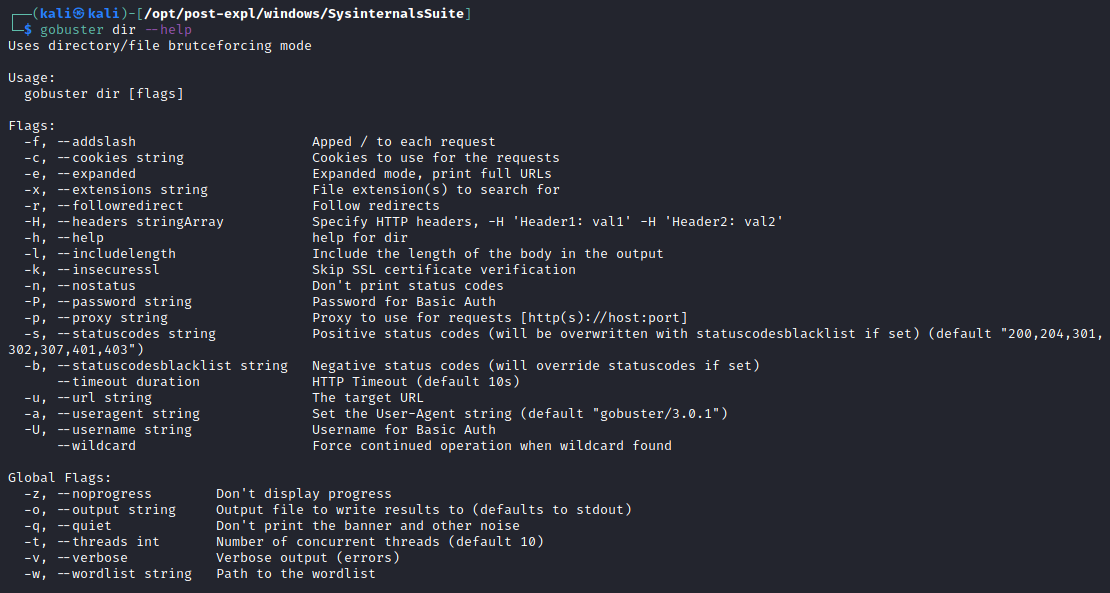 ┌──(kali㉿kali)-[/opt/post-expl/windows/SysinternalsSuite]
└─$ gobuster dir --help
Uses directory/file brutceforcing mode

Usage:
  gobuster dir [flags]

Flags:
  -f, --addslash                      Apped / to each request
  -c, --cookies string                Cookies to use for the requests
  -e, --expanded                      Expanded mode, print full URLs
  -x, --extensions string             File extension(s) to search for
  -r, --followredirect                Follow redirects
  -H, --headers stringArray           Specify HTTP headers, -H 'Header1: val1' -H 'Header2: val2'
  -h, --help                          help for dir
  -l, --includelength                 Include the length of the body in the output
  -k, --insecuressl                   Skip SSL certificate verification
  -n, --nostatus                      Don't print status codes
  -P, --password string               Password for Basic Auth
  -p, --proxy string                  Proxy to use for requests [http(s)://host:port]
  -s, --statuscodes string            Positive status codes (will be overwritten with statuscodesblacklist if set) (default "200,204,301,
302,307,401,403")
  -b, --statuscodesblacklist string   Negative status codes (will override statuscodes if set)
      --timeout duration              HTTP Timeout (default 10s)
  -u, --url string                    The target URL
  -a, --useragent string              Set the User-Agent string (default "gobuster/3.0.1")
  -U, --username string               Username for Basic Auth
      --wildcard                      Force continued operation when wildcard found

Global Flags:
  -z, --noprogress        Don't display progress
  -o, --output string     Output file to write results to (defaults to stdout)
  -q, --quiet             Don't print the banner and other noise
  -t, --threads int       Number of concurrent threads (default 10)
  -v, --verbose           Verbose output (errors)
  -w, --wordlist string   Path to the wordlist